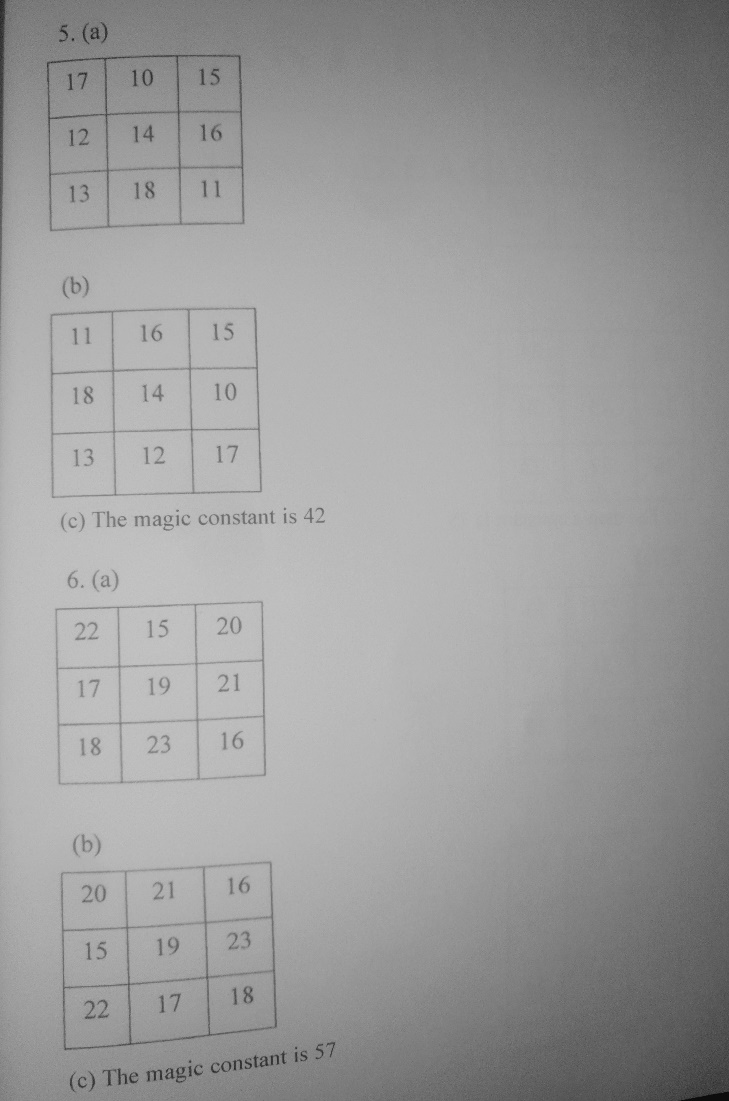 5. (a)
17 10 15
12 14 16
13 18 11
(b)
11 16 15
18 14 10
13 12 17
(c) The magic constant is 42
6. (a)
22 15 20
17 19 21
18 23 16
(b)
20 21 16
15 19 23
22 17 18
(c) The magic constant is 57